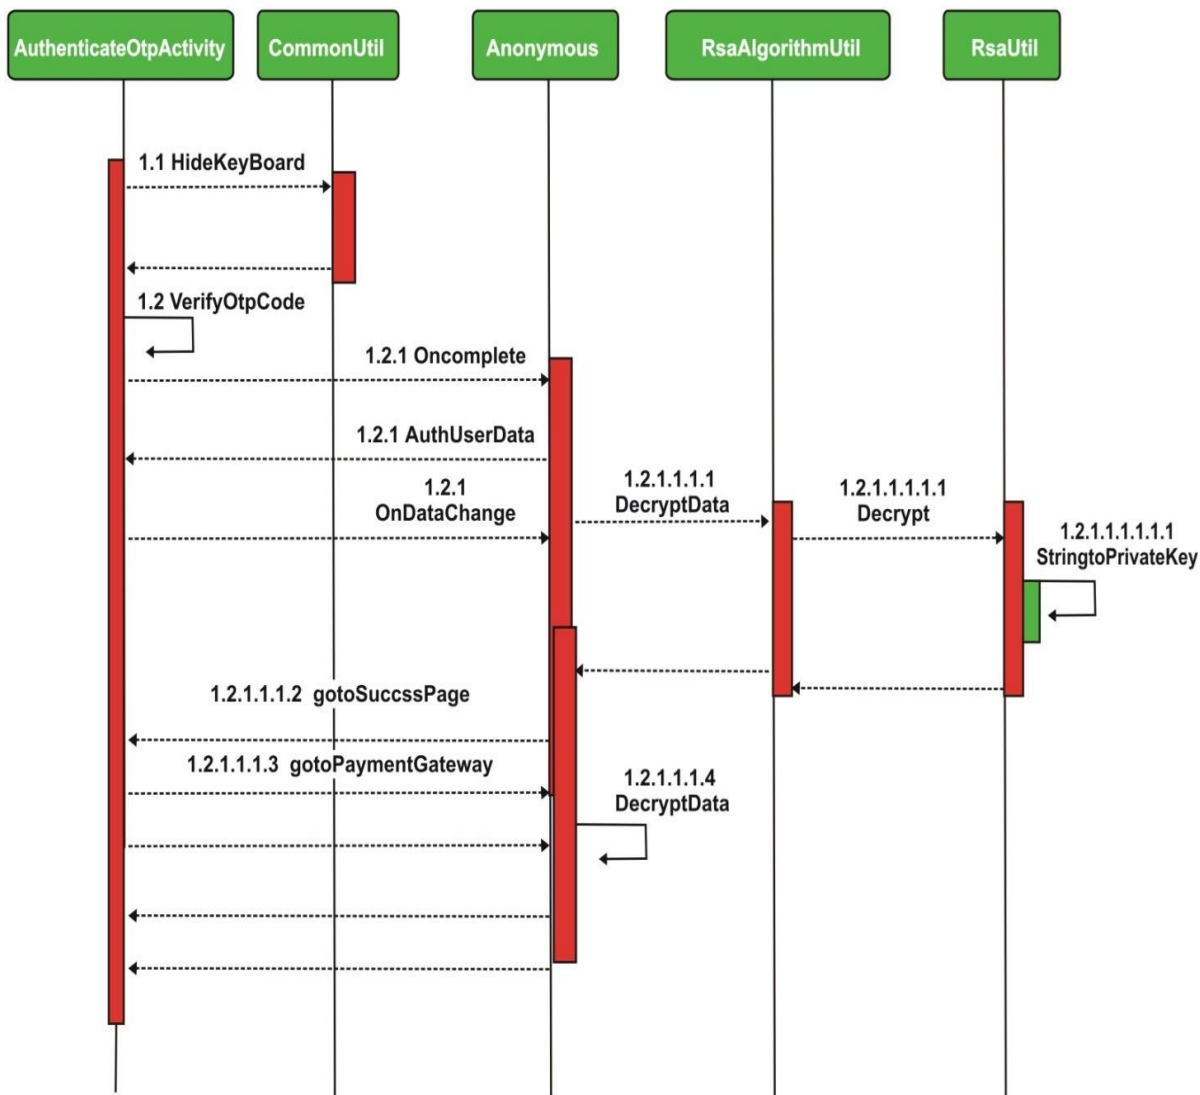 AuthenticateOtpActivity
CommonUtil
Anonymous
RsaAlgorithmUtil
RsaUtil
1.1 HideKeyBoard
1.2 VerifyOtpCode
1.2.1 Oncomplete
1.2.1 AuthUserData
1.2.1
OnDataChange
1.2.1.1.1.1
DecryptData
1.2.1.1.1.1.1
Decrypt
1.2.1.1.1.1.1.1
StringtoPrivateKey
1.2.1.1.1.2 gotoSuccssPage
1.2.1.1.1.3 gotoPaymentGateway
1.2.1.1.1.4
DecryptData